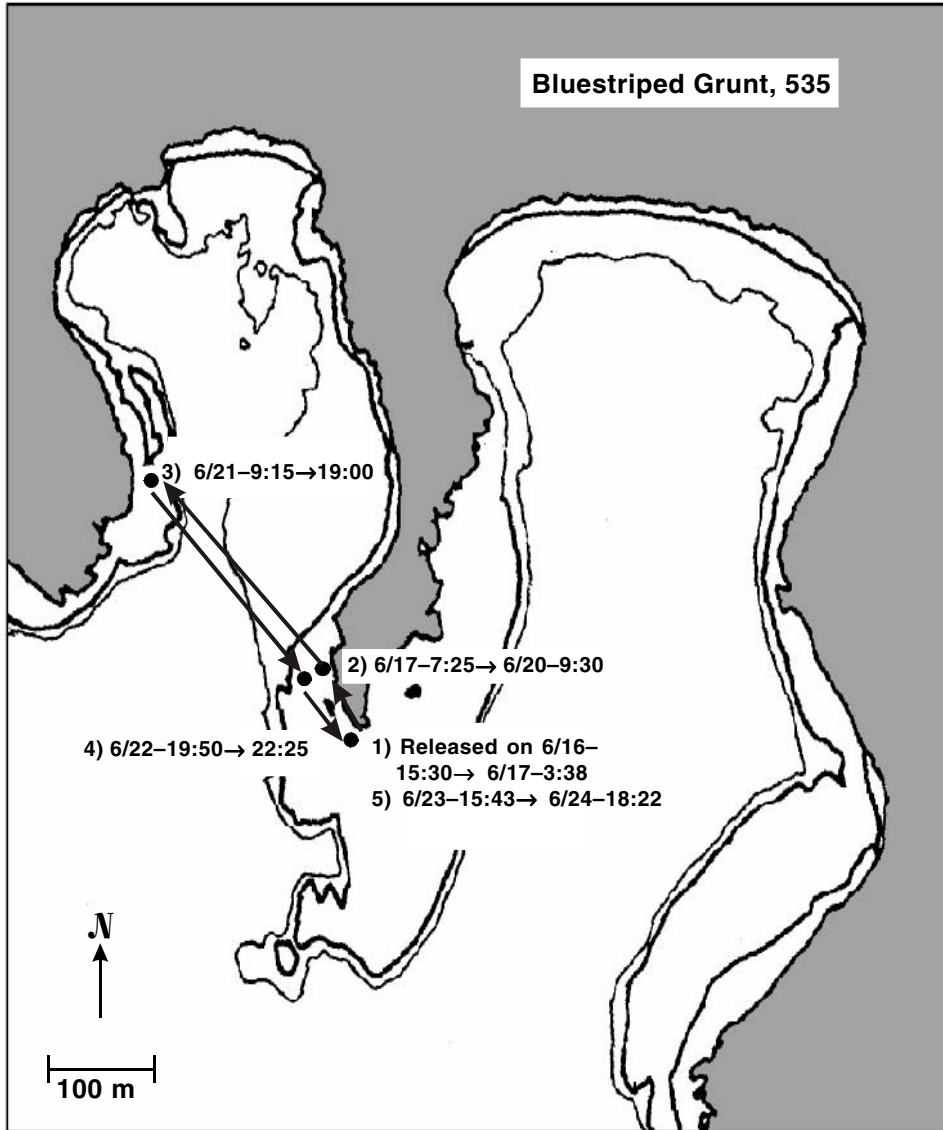 Bluestriped Grunt, 535
3) 6/21–9:15→19:00
2) 6/17–7:25→ 6/20–9:30
4) 6/22–19:50→ 22:25
1) Released on 6/16–
15:30→ 6/17–3:38
5) 6/23–15:43→ 6/24–18:22
N
100 m